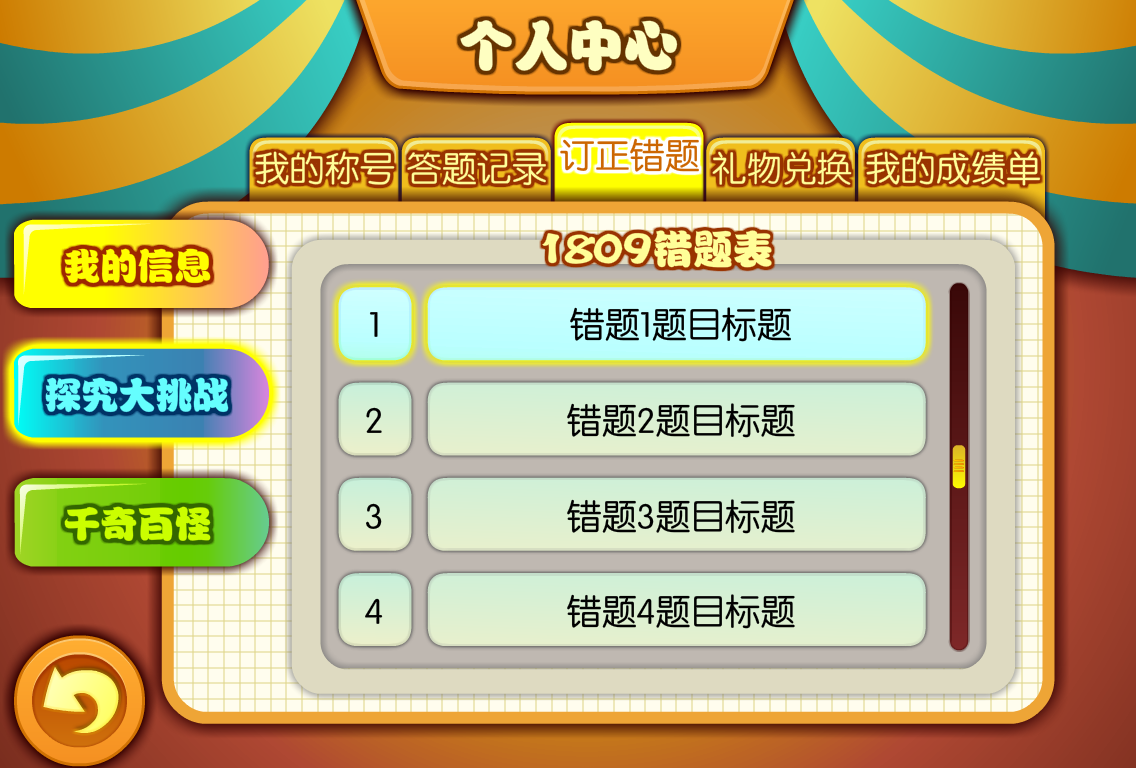 个人中心
我的称号 答题记录 订正错题 礼物兑换 我的成绩单
我的信息
探究大挑战
千奇百怪
1809错题表
1 错题1题目标题
2 错题2题目标题
3 错题3题目标题
4 错题4题目标题